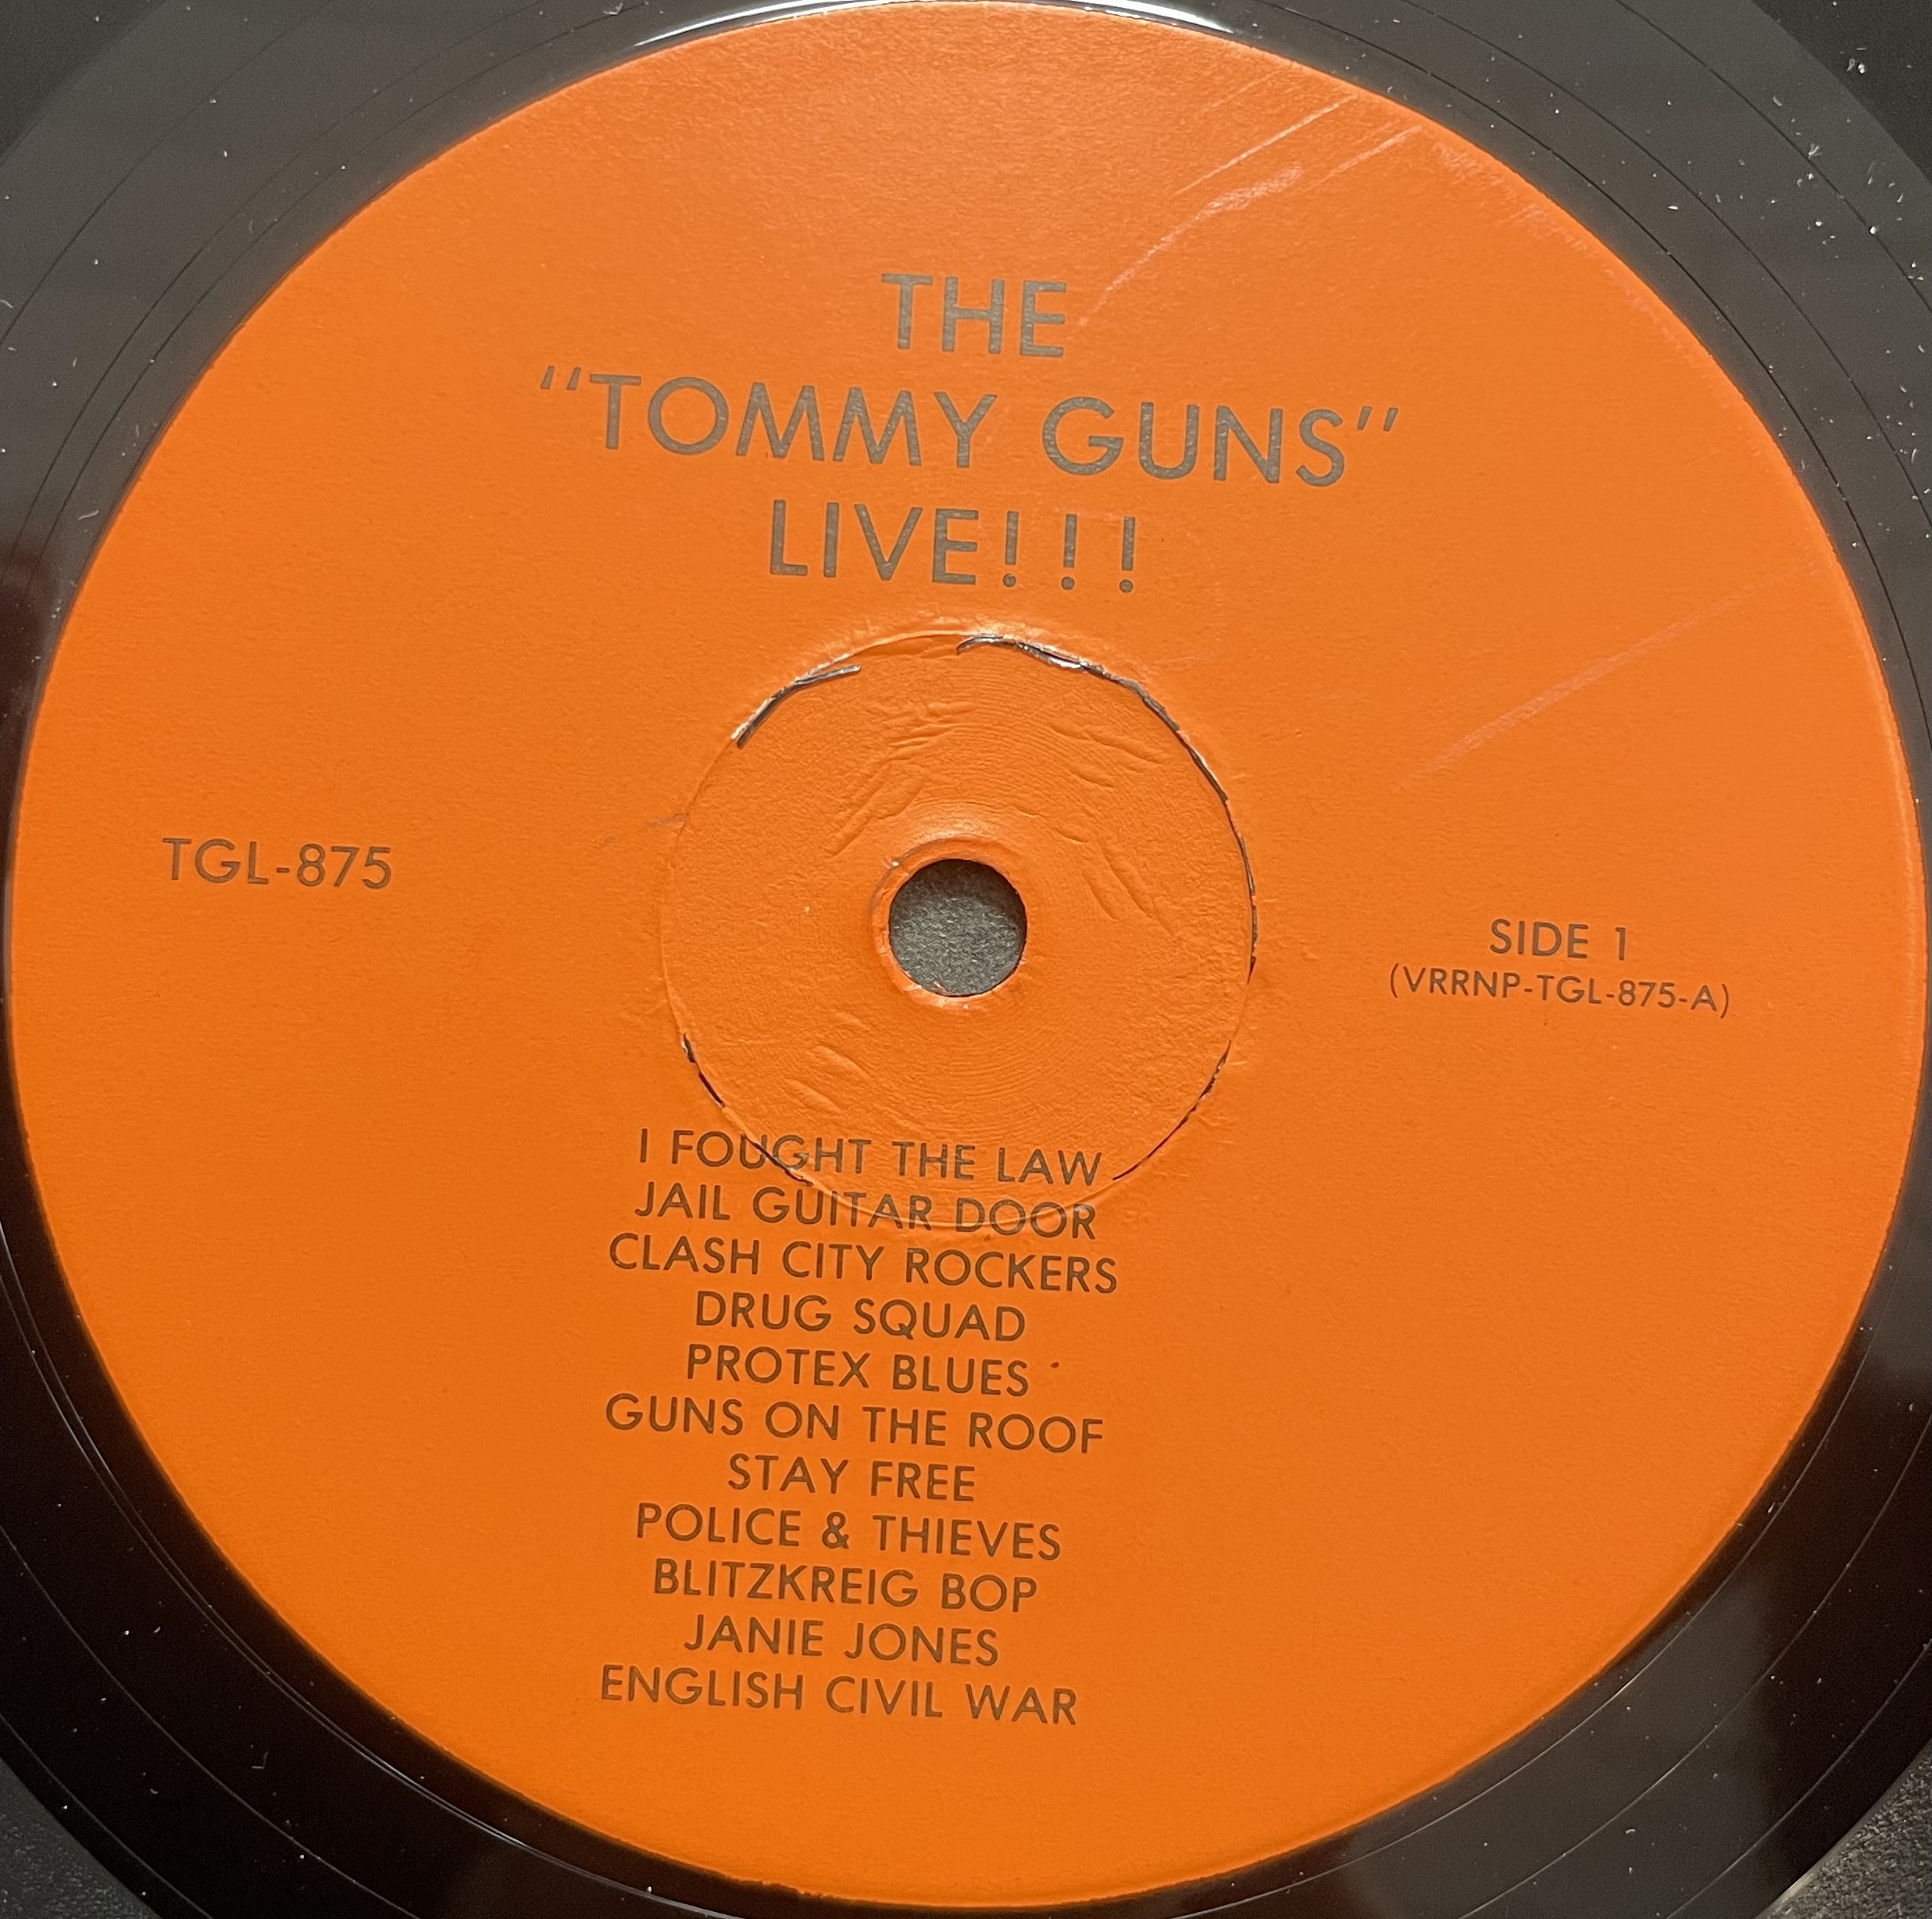 THE
"TOMMY GUNS"
LIVE!!!
TGL-875
SIDE 1
(VRRNP-TGL-875-A)
I FOUGHT THE LAW
JAIL GUITAR DOOR
CLASH CITY ROCKERS
DRUG SQUAD
PROTEX BLUES
GUNS ON THE ROOF
STAY FREE
POLICE & THIEVES
BLITZKREIG BOP
JANIE JONES
ENGLISH CIVIL WAR